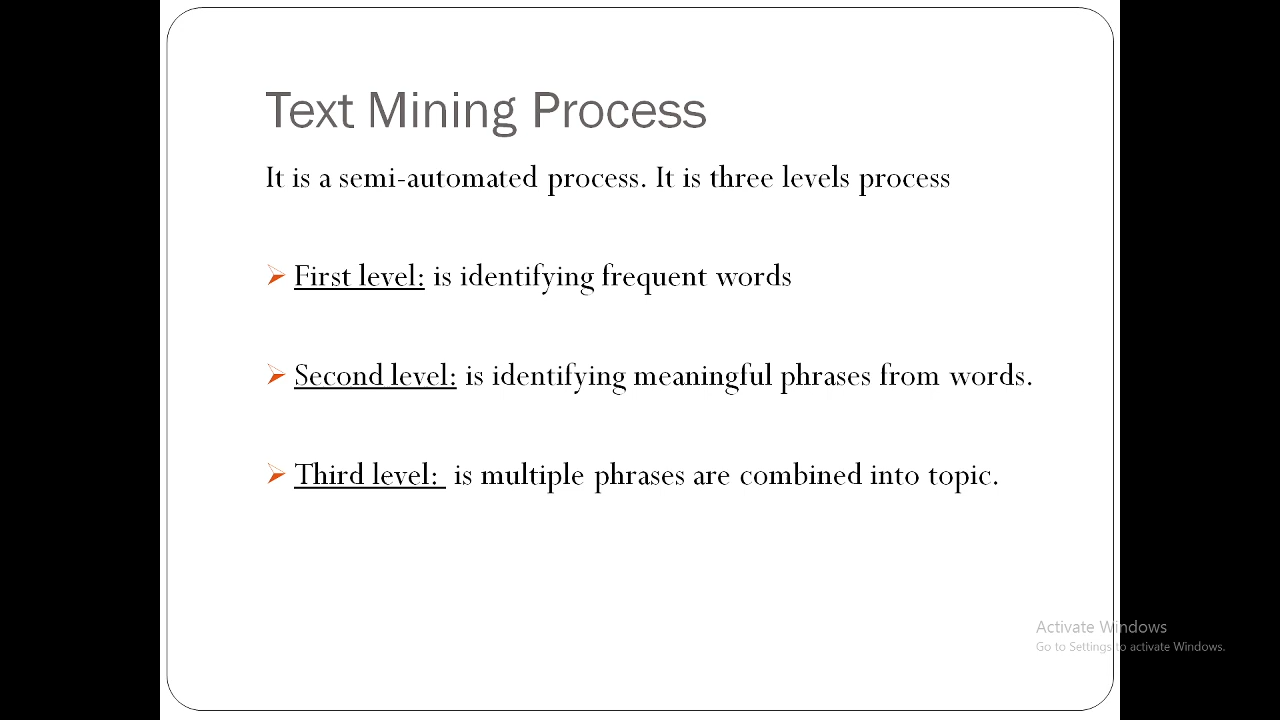 Text Mining Process
It is a semi-automated process. It is three levels process
First level: is identifying frequent words
Second level: is identifying meaningful phrases from words.
Third level:  is multiple phrases are combined into topic.
Activate Windows
Go to Settings to activate Windows.